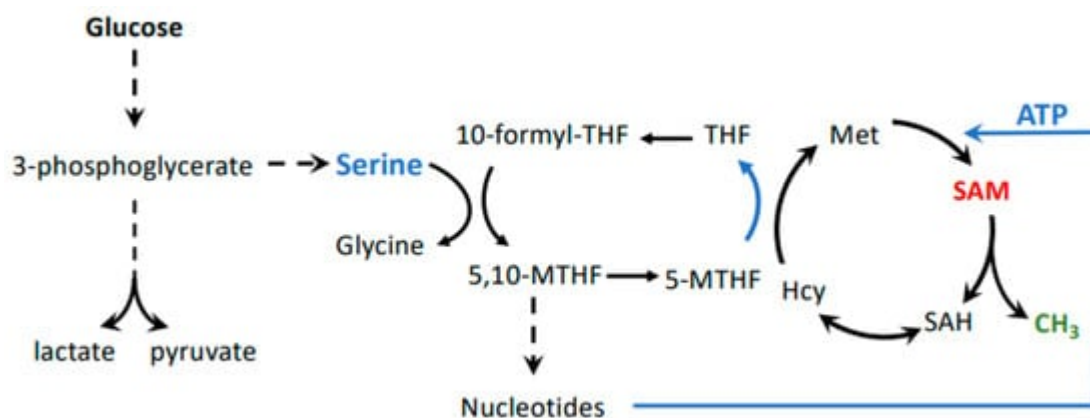 Glucose
ATP
10-formyl-THF
THF
Met
3-phosphoglycerate
Serine
SAM
Glycine
5,10-MTHF
5-MTHF
Hcy
SAH
CH₃
lactate
pyruvate
Nucleotides